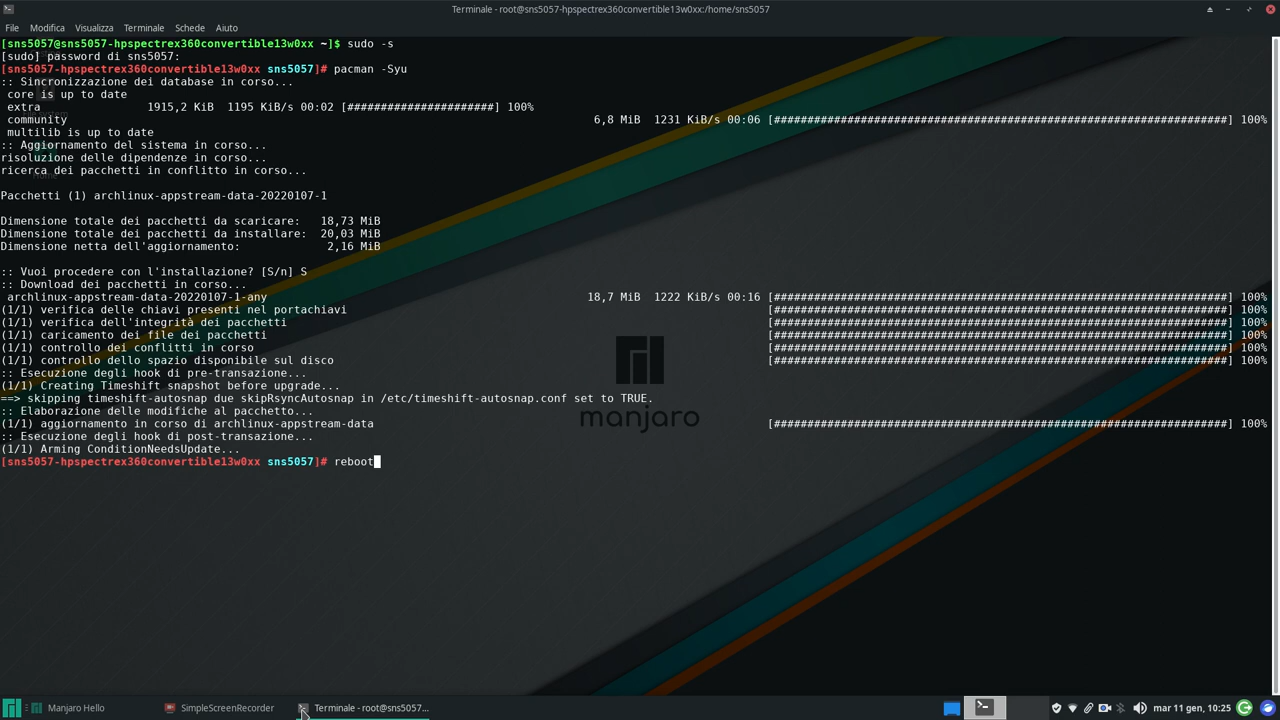 Terminale - root@sns5057-hpspectrex360convertible13w0xx:/home/sns5057
File Modifica Visualizza Terminale Schede Aiuto
[sns5057@sns5057-hpspectrex360convertible13w0xx ~]$ sudo -s
[sudo] password di sns5057:
[sns5057-hpspectrex360convertible13w0xx sns5057]# pacman -Syu
:: Sincronizzazione dei database in corso...
core is up to date
extra 1915,2 KiB 1195 KiB/s 00:02 [######################] 100%
community 6,8 MiB 1231 KiB/s 00:06 [####################################################################] 100%
multilib is up to date
:: Aggiornamento del sistema in corso...
risoluzione delle dipendenze in corso...
ricerca dei pacchetti in conflitto in corso...
Pacchetti (1) archlinux-appstream-data-20220107-1
Dimensione totale dei pacchetti da scaricare: 18,73 MiB
Dimensione totale dei pacchetti da installare: 20,03 MiB
Dimensione netta dell'aggiornamento: 2,16 MiB
:: Vuoi procedere con l'installazione? [S/n] S
:: Download dei pacchetti in corso...
archlinux-appstream-data-20220107-1-any 18,7 MiB 1222 KiB/s 00:16 [####################################################################] 100%
(1/1) verifica delle chiavi presenti nel portachiavi [####################################################################] 100%
(1/1) verifica dell'integrità dei pacchetti [####################################################################] 100%
(1/1) caricamento dei file dei pacchetti [####################################################################] 100%
(1/1) controllo dei conflitti in corso [####################################################################] 100%
(1/1) controllo dello spazio disponibile sul disco [####################################################################] 100%
:: Esecuzione degli hook di pre-transazione...
(1/1) Creating Timeshift snapshot before upgrade...
==> skipping timeshift-autosnap due skipRsyncAutosnap in /etc/timeshift-autosnap.conf set to TRUE.
:: Elaborazione delle modifiche al pacchetto...
(1/1) aggiornamento in corso di archlinux-appstream-data [####################################################################] 100%
:: Esecuzione degli hook di post-transazione...
(1/1) Arming ConditionNeedsUpdate...
[sns5057-hpspectrex360convertible13w0xx sns5057]# reboot
manjaro
Manjaro Hello SimpleScreenRecorder Terminale - root@sns5057... mar 11 gen, 10:25